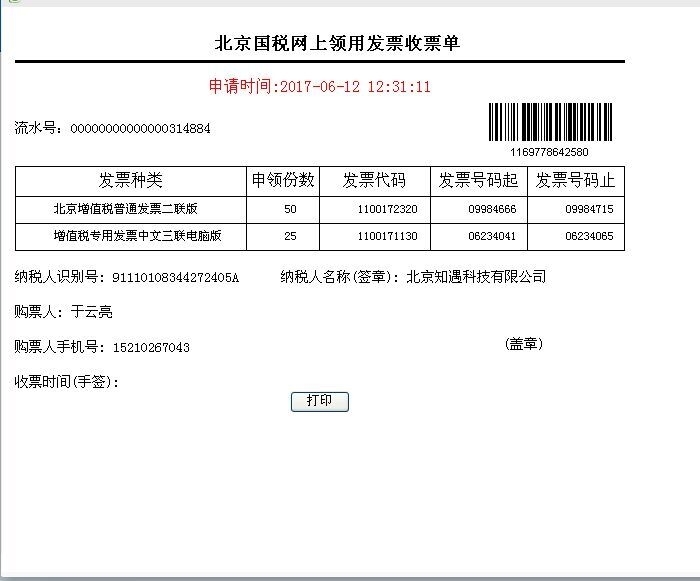 北京国税网上领用发票收票单
申请时间:2017-06-12 12:31:11
流水号: 00000000000000314884
1169778642580
发票种类 申领份数 发票代码 发票号码起 发票号码止
北京增值税普通发票二联版 50 1100172320 09984666 09984715
增值税专用发票中文三联电脑版 25 1100171130 06234041 06234065
纳税人识别号: 91110108344272405A 纳税人名称(签章): 北京知遇科技有限公司
购票人: 于云亮
购票人手机号: 15210267043 (盖章)
收票时间(手签):
打印